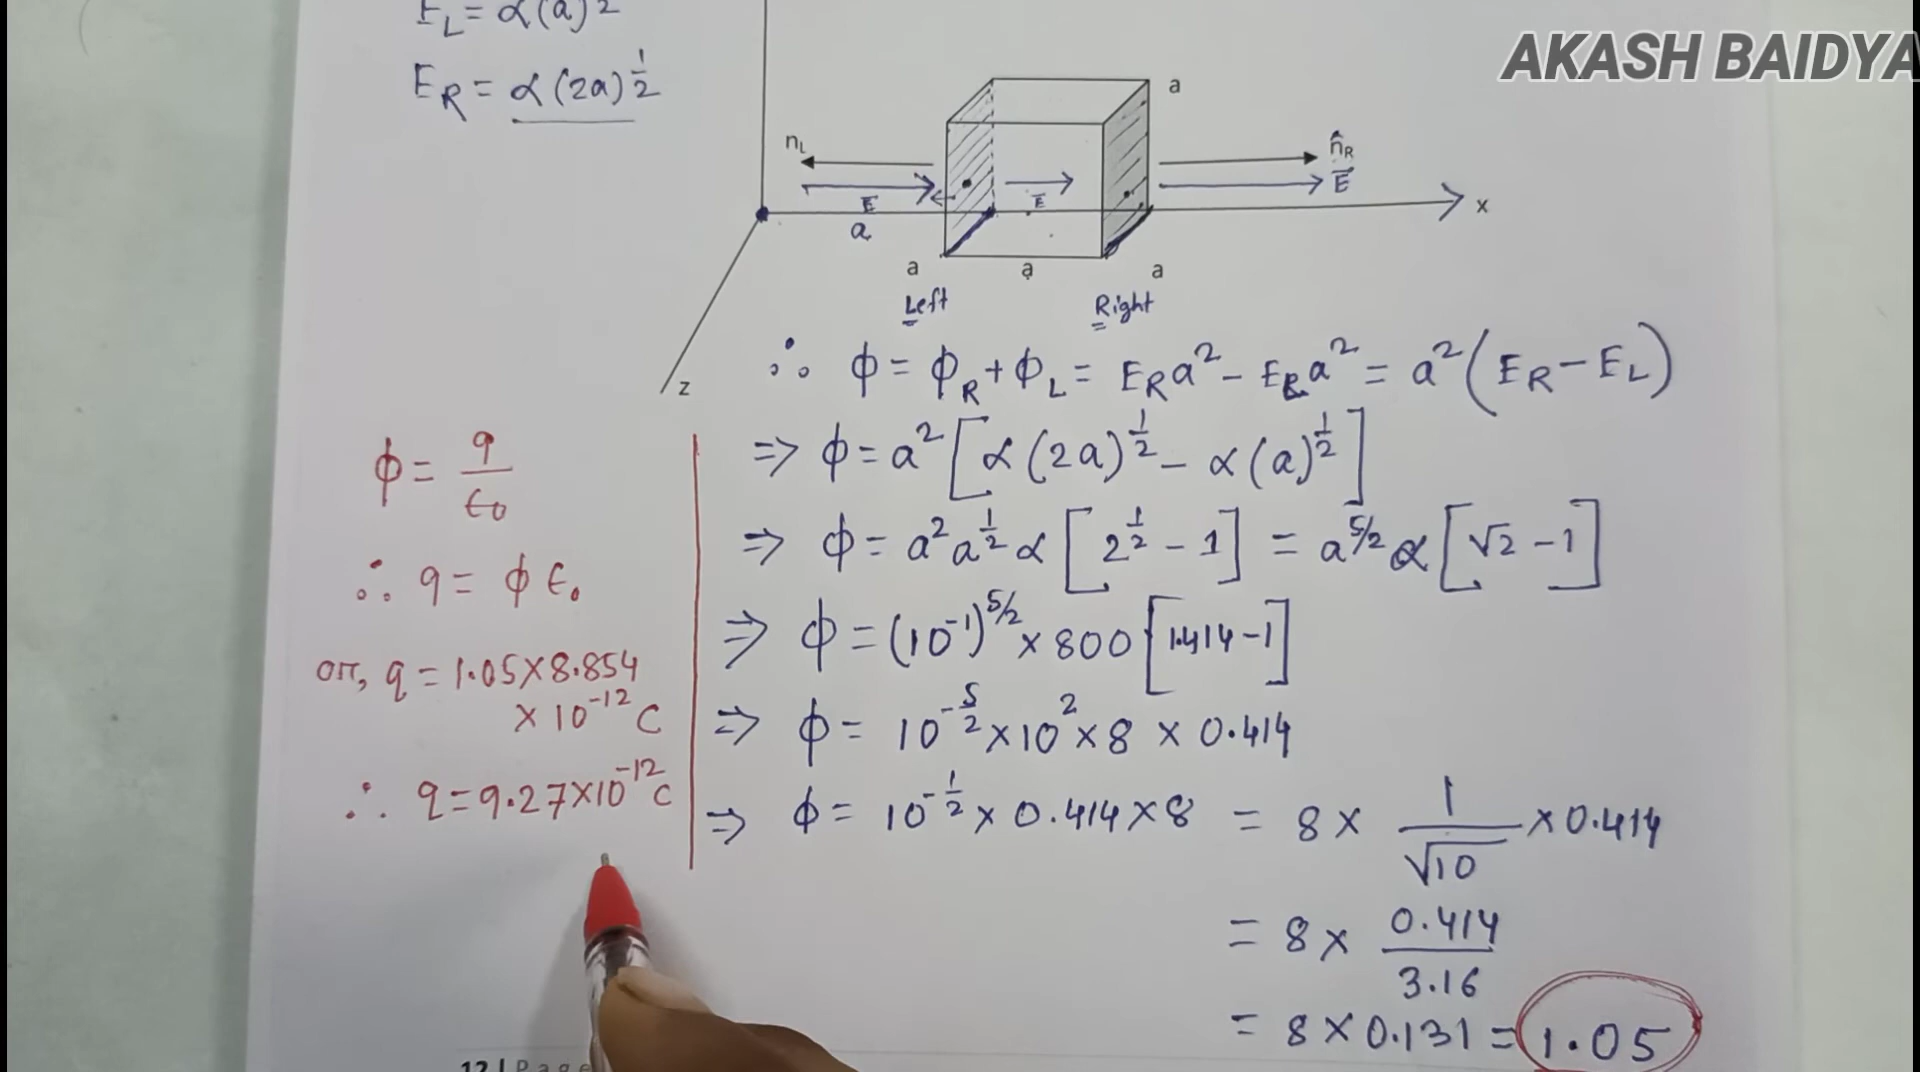 AKASH BAIDYA
E_L = α(a)^½
E_R = α(2a)^½
a
n_L
n̂_R
E⃗
E
E
x
a
a
a
a
Left
Right
z
∴ ϕ = ϕ_R + ϕ_L = E_R a² - E_L a² = a²(E_R - E_L)
⇒ ϕ = a²[α(2a)^½ - α(a)^½]
⇒ ϕ = a² a^½ α[2^½ - 1] = a^5/2 α[√2 - 1]
⇒ ϕ = (10⁻¹)^5/2 × 800[1.414 - 1]
⇒ ϕ = 10^-5/2 × 10² × 8 × 0.414
⇒ ϕ = 10^-½ × 0.414 × 8 = 8 × 1/√10 × 0.414
= 8 × 0.414/3.16
= 8 × 0.131 = 1.05
ϕ = q/ϵ₀
∴ q = ϕ ϵ₀
or, q = 1.05 × 8.854
× 10⁻¹² C
∴ q = 9.27 × 10⁻¹² C
12 | Page